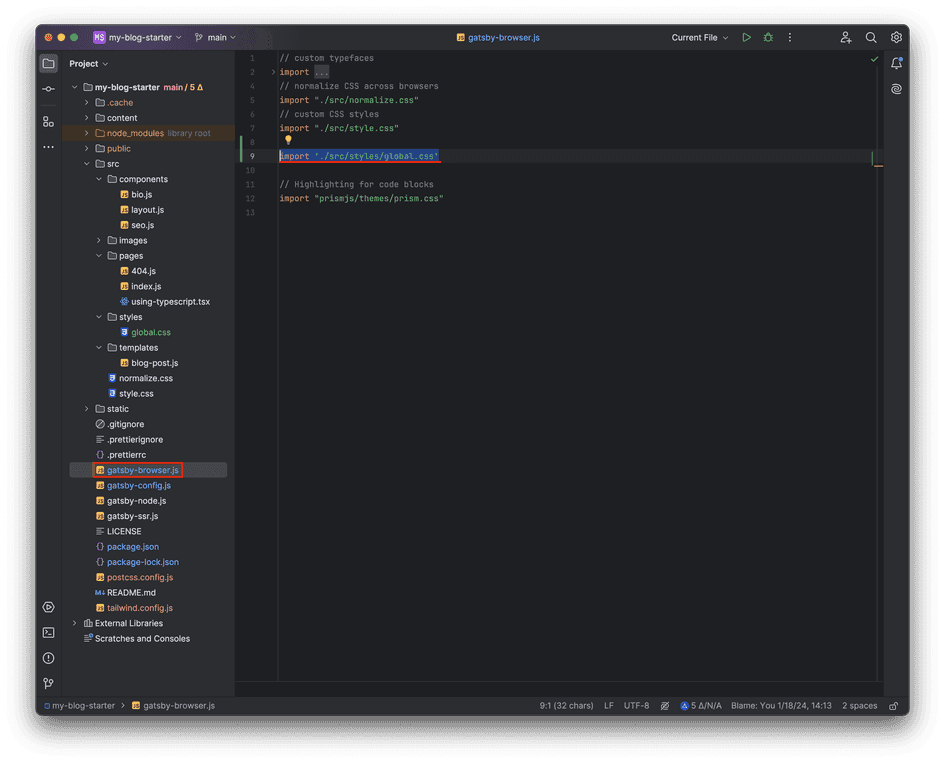 MS my-blog-starter main gatsby-browser.js Current File
Project
my-blog-starter main / 5 Δ
.cache
content
node_modules library root
public
src
components
bio.js
layout.js
seo.js
images
pages
404.js
index.js
using-typescript.tsx
styles
global.css
templates
blog-post.js
normalize.css
style.css
static
.gitignore
.prettierignore
.prettierrc
gatsby-browser.js
gatsby-config.js
gatsby-node.js
gatsby-ssr.js
LICENSE
package.json
package-lock.json
postcss.config.js
README.md
tailwind.config.js
External Libraries
Scratches and Consoles
1 // custom typefaces
2 import ...
4 // normalize CSS across browsers
5 import "./src/normalize.css"
6 // custom CSS styles
7 import "./src/style.css"
8
9 import './src/styles/global.css'
10
11 // Highlighting for code blocks
12 import "prismjs/themes/prism.css"
13
my-blog-starter > gatsby-browser.js 9:1 (32 chars) LF UTF-8 5 Δ/N/A Blame: You 1/18/24, 14:13 2 spaces